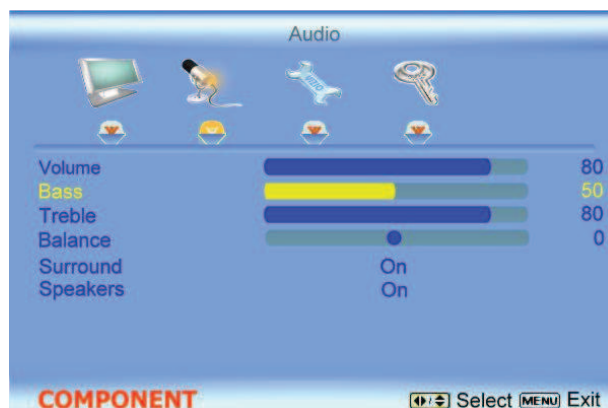 Audio
Volume 80
Bass 50
Treble 80
Balance 0
Surround On
Speakers On
COMPONENT Select MENU Exit